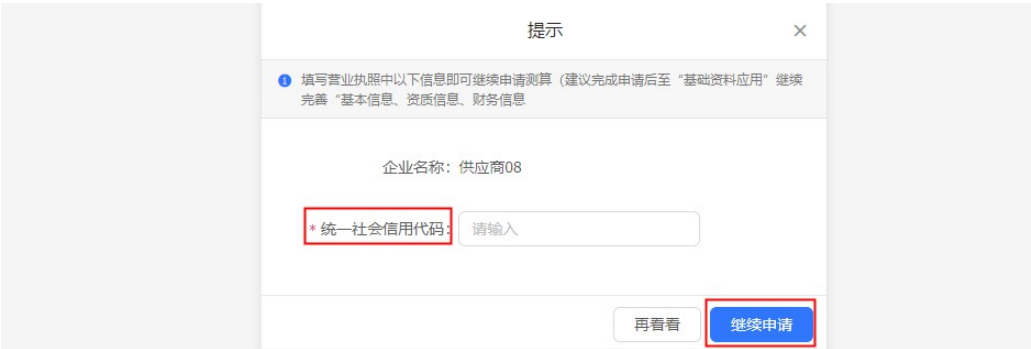 提示
填写营业执照中以下信息即可继续申请测算（建议完成申请后至“基础资料应用”继续
完善“基本信息、资质信息、财务信息
企业名称：供应商08
* 统一社会信用代码： 请输入
再看看 继续申请